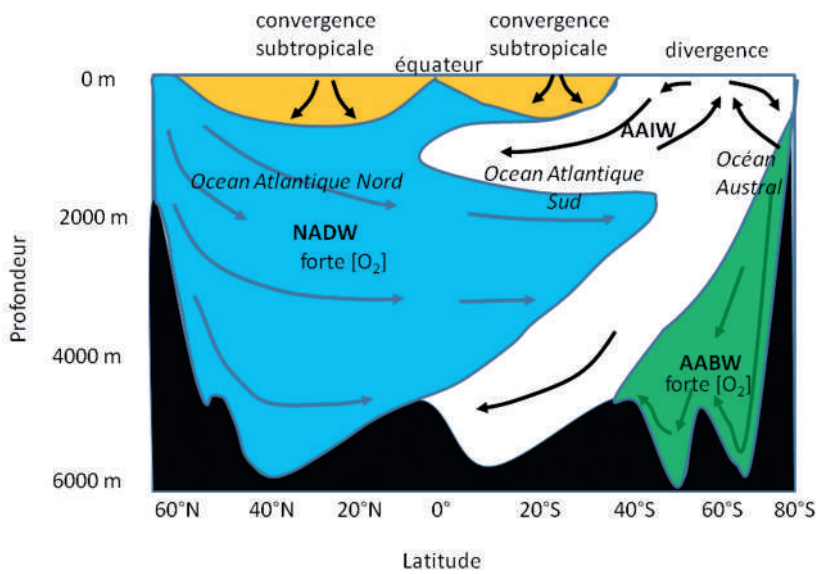 convergence
subtropicale
convergence
subtropicale
divergence
équateur
0 m
AAIW
Océan
Austral
Ocean Atlantique Nord
Ocean Atlantique
Sud
2000 m
NADW
forte [O₂]
Profondeur
4000 m
AABW
forte [O₂]
6000 m
60°N 40°N 20°N 0° 20°S 40°S 60°S 80°S
Latitude